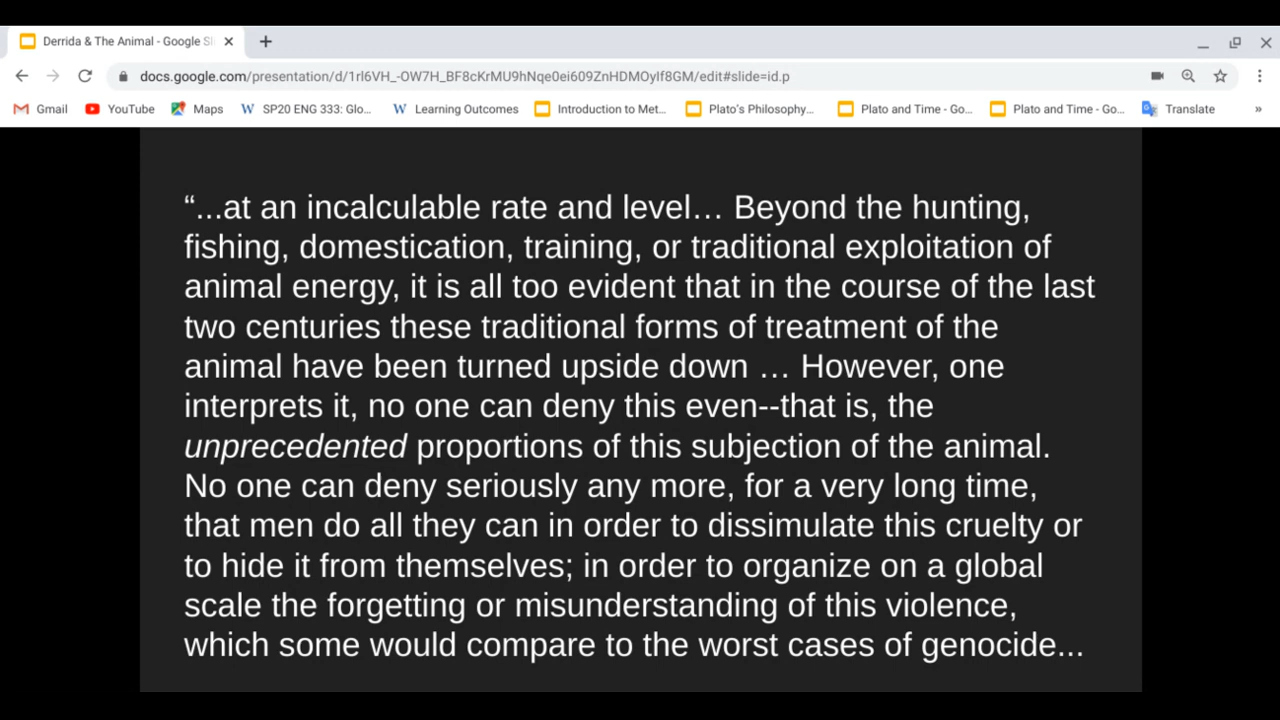 Derrida & The Animal - Google Sl
docs.google.com/presentation/d/1rl6VH_-OW7H_BF8cKrMU9hNqe0ei609ZnHDMOyIf8GM/edit#slide=id.p
Gmail YouTube Maps SP20 ENG 333: Glo... Learning Outcomes Introduction to Met... Plato's Philosophy... Plato and Time - Go... Plato and Time - Go... Translate »
“...at an incalculable rate and level… Beyond the hunting,
fishing, domestication, training, or traditional exploitation of
animal energy, it is all too evident that in the course of the last
two centuries these traditional forms of treatment of the
animal have been turned upside down … However, one
interprets it, no one can deny this even--that is, the
unprecedented proportions of this subjection of the animal.
No one can deny seriously any more, for a very long time,
that men do all they can in order to dissimulate this cruelty or
to hide it from themselves; in order to organize on a global
scale the forgetting or misunderstanding of this violence,
which some would compare to the worst cases of genocide...